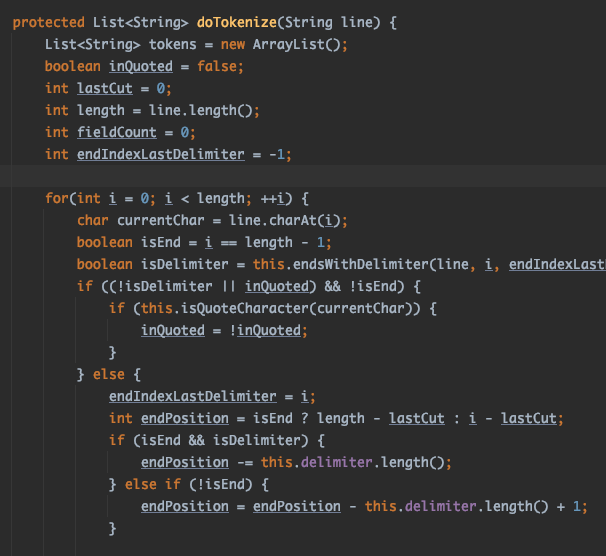 protected List<String> doTokenize(String line) {
    List<String> tokens = new ArrayList();
    boolean inQuoted = false;
    int lastCut = 0;
    int length = line.length();
    int fieldCount = 0;
    int endIndexLastDelimiter = -1;

    for(int i = 0; i < length; ++i) {
        char currentChar = line.charAt(i);
        boolean isEnd = i == length - 1;
        boolean isDelimiter = this.endsWithDelimiter(line, i, endIndexLast
        if ((!isDelimiter || inQuoted) && !isEnd) {
            if (this.isQuoteCharacter(currentChar)) {
                inQuoted = !inQuoted;
            }
        } else {
            endIndexLastDelimiter = i;
            int endPosition = isEnd ? length - lastCut : i - lastCut;
            if (isEnd && isDelimiter) {
                endPosition -= this.delimiter.length();
            } else if (!isEnd) {
                endPosition = endPosition - this.delimiter.length() + 1;
            }